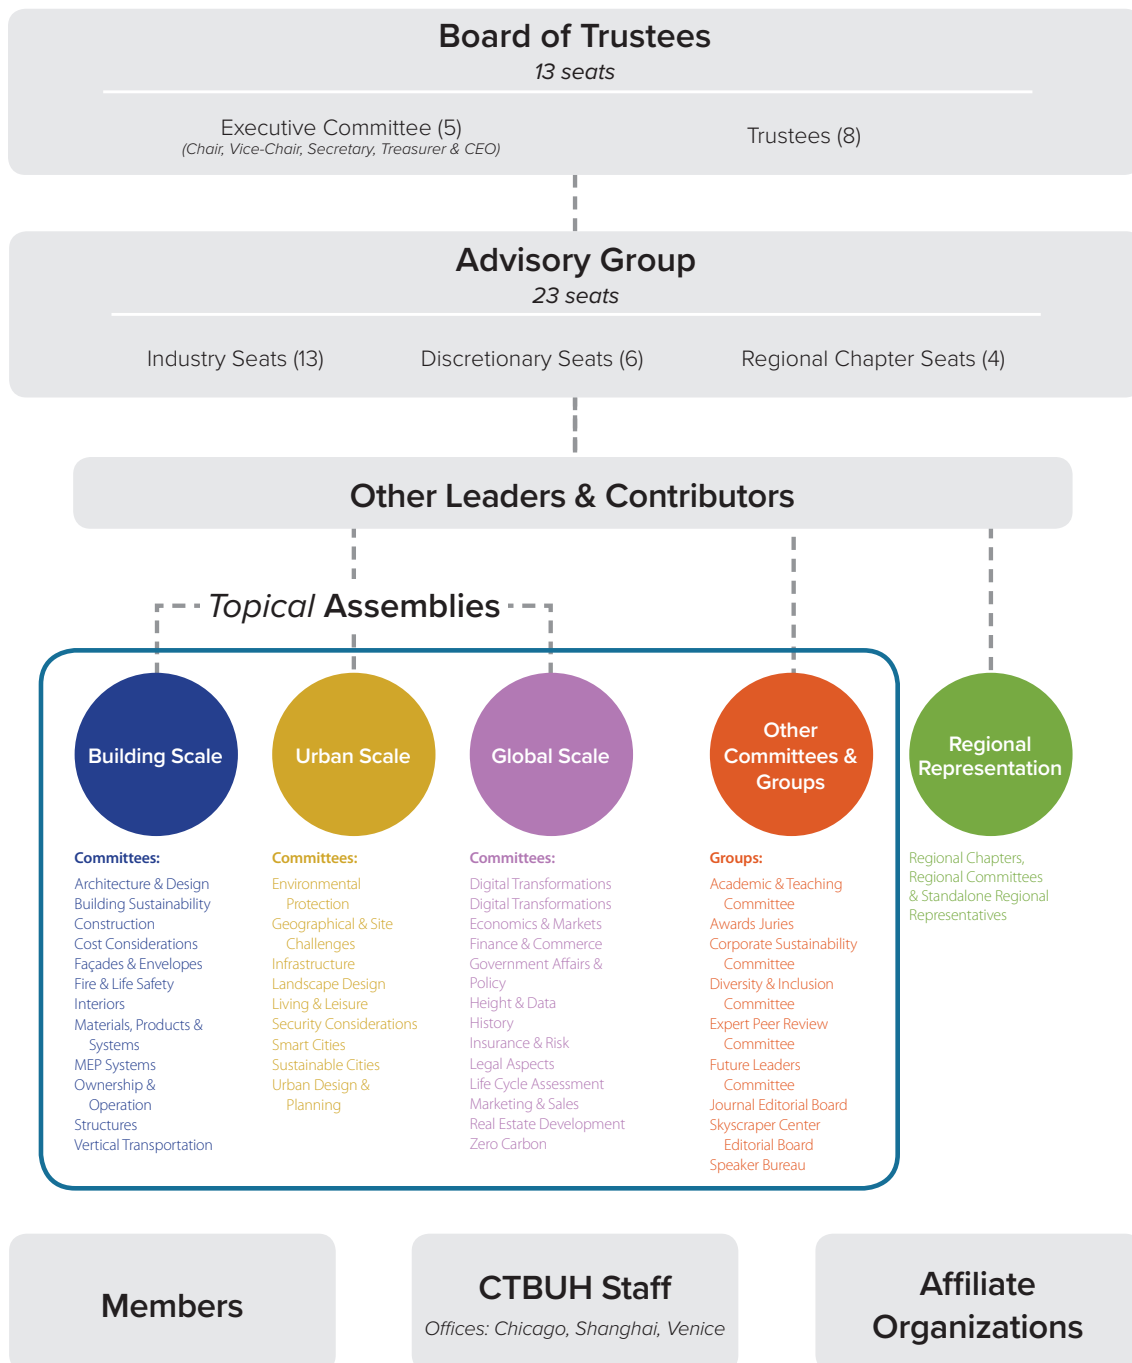 Board of Trustees
13 seats
Executive Committee (5)
(Chair, Vice-Chair, Secretary, Treasurer & CEO)
Trustees (8)
Advisory Group
23 seats
Industry Seats (13)
Discretionary Seats (6)
Regional Chapter Seats (4)
Other Leaders & Contributors
Topical Assemblies
Building Scale
Committees:
Architecture & Design
Building Sustainability
Construction
Cost Considerations
Façades & Envelopes
Fire & Life Safety
Interiors
Materials, Products &
Systems
MEP Systems
Ownership &
Operation
Structures
Vertical Transportation
Urban Scale
Committees:
Environmental
Protection
Geographical & Site
Challenges
Infrastructure
Landscape Design
Living & Leisure
Security Considerations
Smart Cities
Sustainable Cities
Urban Design &
Planning
Global Scale
Committees:
Digital Transformations
Digital Transformations
Economics & Markets
Finance & Commerce
Government Affairs &
Policy
Height & Data
History
Insurance & Risk
Legal Aspects
Life Cycle Assessment
Marketing & Sales
Real Estate Development
Zero Carbon
Other
Committees &
Groups
Groups:
Academic & Teaching
Committee
Awards Juries
Corporate Sustainability
Committee
Diversity & Inclusion
Committee
Expert Peer Review
Committee
Future Leaders
Committee
Journal Editorial Board
Skyscraper Center
Editorial Board
Speaker Bureau
Regional
Representation
Regional Chapters,
Regional Committees
& Standalone Regional
Representatives
Members
CTBUH Staff
Offices: Chicago, Shanghai, Venice
Affiliate
Organizations